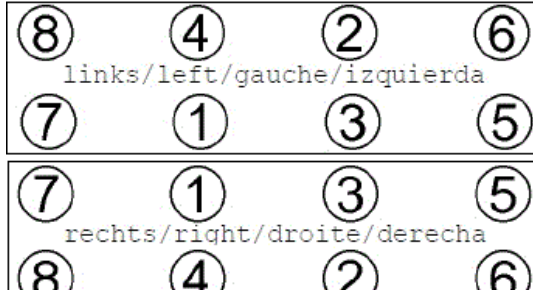 8 4 2 6
links/left/gauche/izquierda
7 1 3 5
7 1 3 5
rechts/right/droite/derecha
8 4 2 6